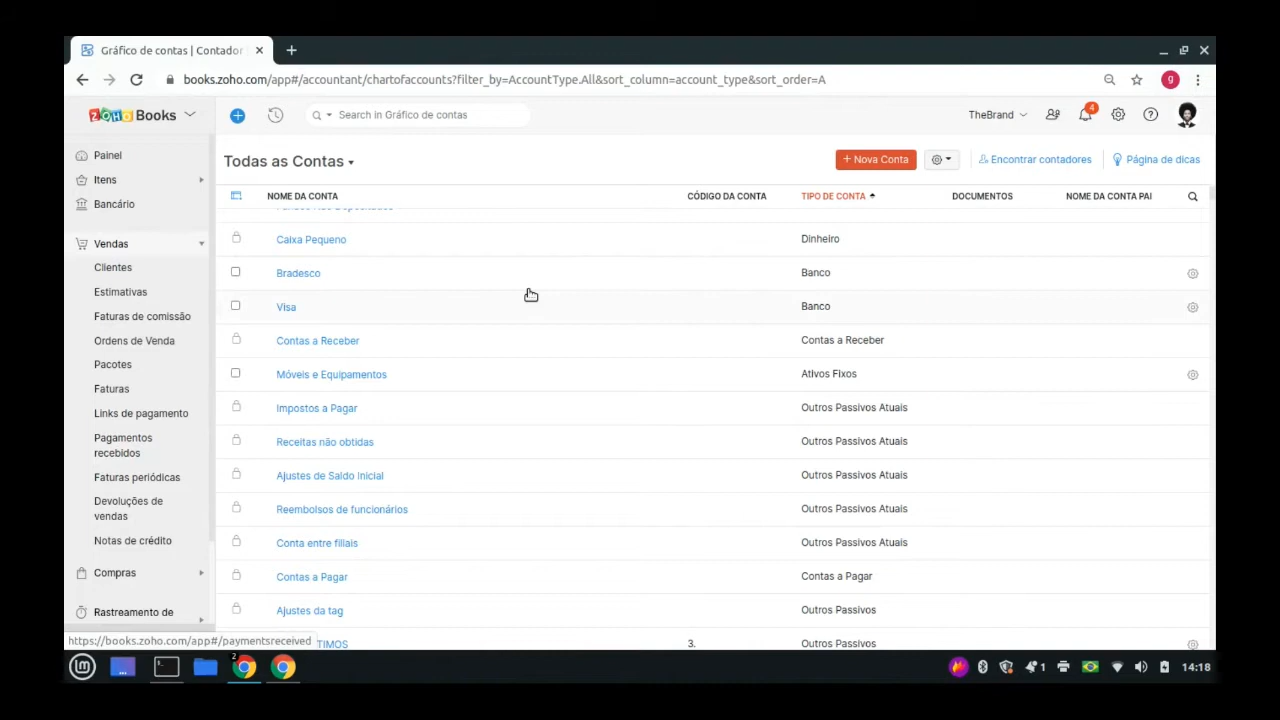 Gráfico de contas | Contador
books.zoho.com/app#/accountant/chartofaccounts?filter_by=AccountType.All&sort_column=account_type&sort_order=A
g
ZOHO Books
Search in Gráfico de contas
TheBrand
4
Painel
Itens
Bancário
Vendas
Clientes
Estimativas
Faturas de comissão
Ordens de Venda
Pacotes
Faturas
Links de pagamento
Pagamentos
recebidos
Faturas periódicas
Devoluções de
vendas
Notas de crédito
Compras
Rastreamento de
Todas as Contas
+ Nova Conta
Encontrar contadores
Página de dicas
NOME DA CONTA CÓDIGO DA CONTA TIPO DE CONTA DOCUMENTOS NOME DA CONTA PAI
Caixa Pequeno Dinheiro
Bradesco Banco
Visa Banco
Contas a Receber Contas a Receber
Móveis e Equipamentos Ativos Fixos
Impostos a Pagar Outros Passivos Atuais
Receitas não obtidas Outros Passivos Atuais
Ajustes de Saldo Inicial Outros Passivos Atuais
Reembolsos de funcionários Outros Passivos Atuais
Conta entre filiais Outros Passivos Atuais
Contas a Pagar Contas a Pagar
Ajustes da tag Outros Passivos
TIMOS 3. Outros Passivos
https://books.zoho.com/app#/paymentsreceived
2
1
14:18